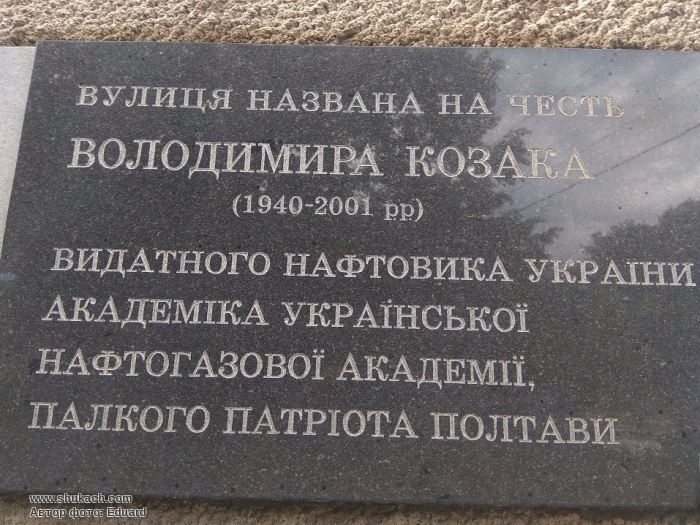 ВУЛИЦЯ НАЗВАНА НА ЧЕСТЬ
ВОЛОДИМИРА КОЗАКА
(1940-2001 рр)
ВИДАТНОГО НАФТОВИКА УКРАЇНИ
АКАДЕМІКА УКРАЇНСЬКОЇ
НАФТОГАЗОВОЇ АКАДЕМІЇ,
ПАЛКОГО ПАТРІОТА ПОЛТАВИ
www.shukach.com
Автор фото: Eduard